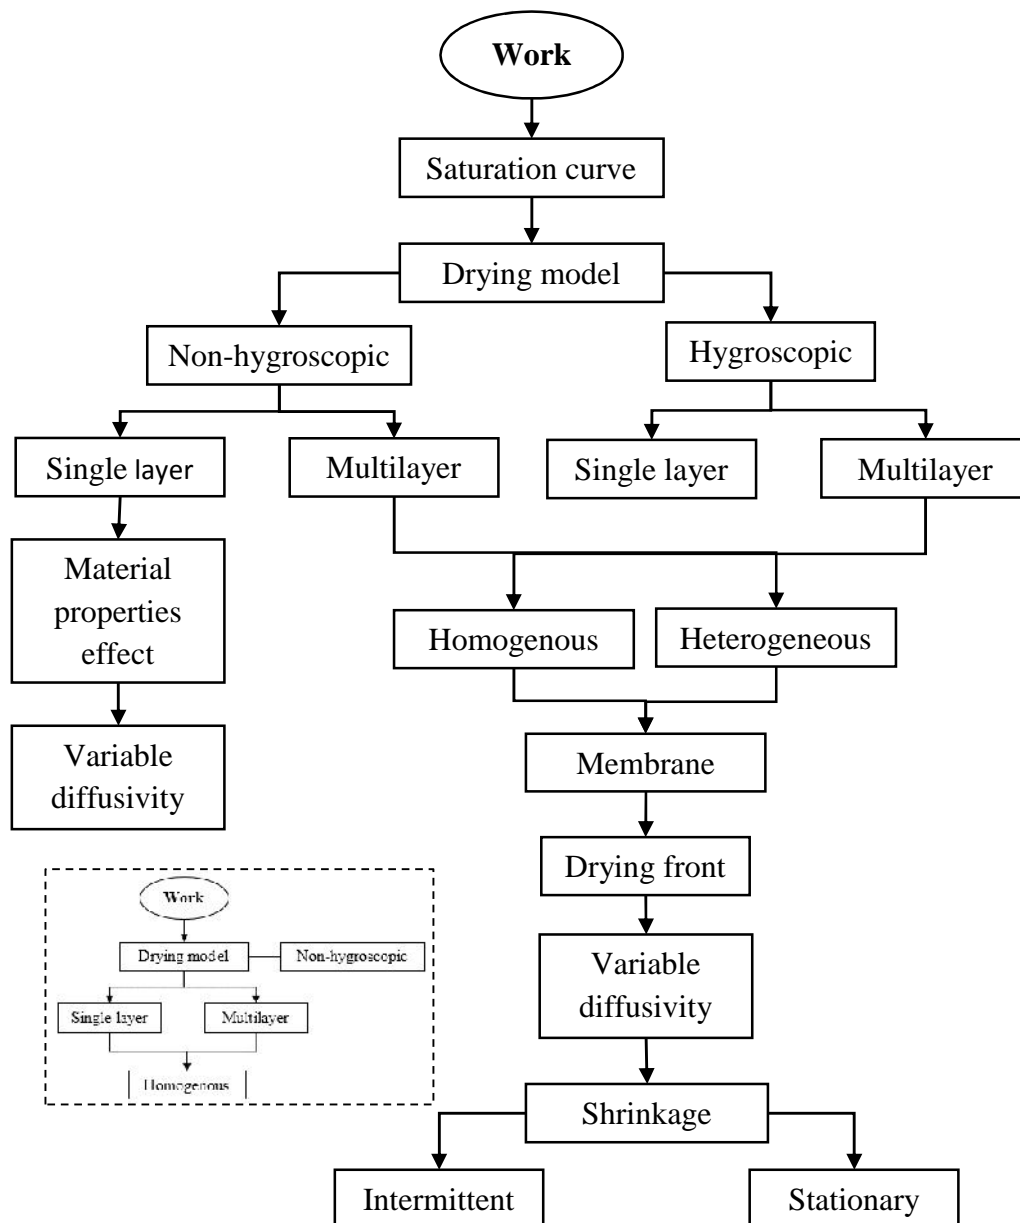 Work
Saturation curve
Drying model
Non-hygroscopic
Hygroscopic
Single layer
Multilayer
Single layer
Multilayer
Material
properties
effect
Homogenous
Heterogeneous
Variable
diffusivity
Membrane
Drying front
Variable
diffusivity
Shrinkage
Intermittent
Stationary
Work
Drying model
Non-hygroscopic
Single layer
Multilayer
Homogenous